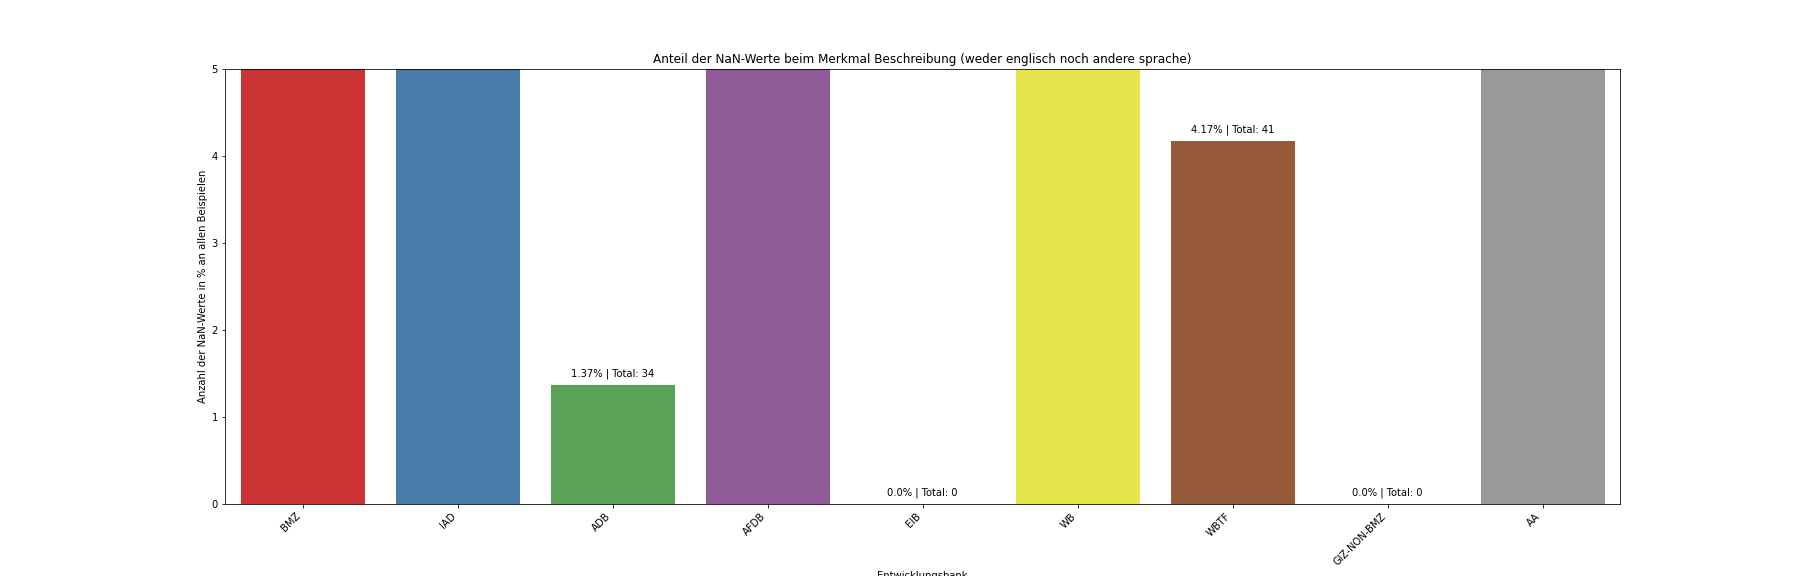 Anteil der NaN-Werte beim Merkmal Beschreibung (weder englisch noch andere sprache)
Anzahl der NaN-Werte in % an allen Beispielen
5
4
3
2
1
0
4.17% | Total: 41
1.37% | Total: 34
0.0% | Total: 0
0.0% | Total: 0
BMZ
IAD
ADB
AFDB
EIB
WB
WBTF
GIZ-NON-BMZ
AA
Entwicklungsbank